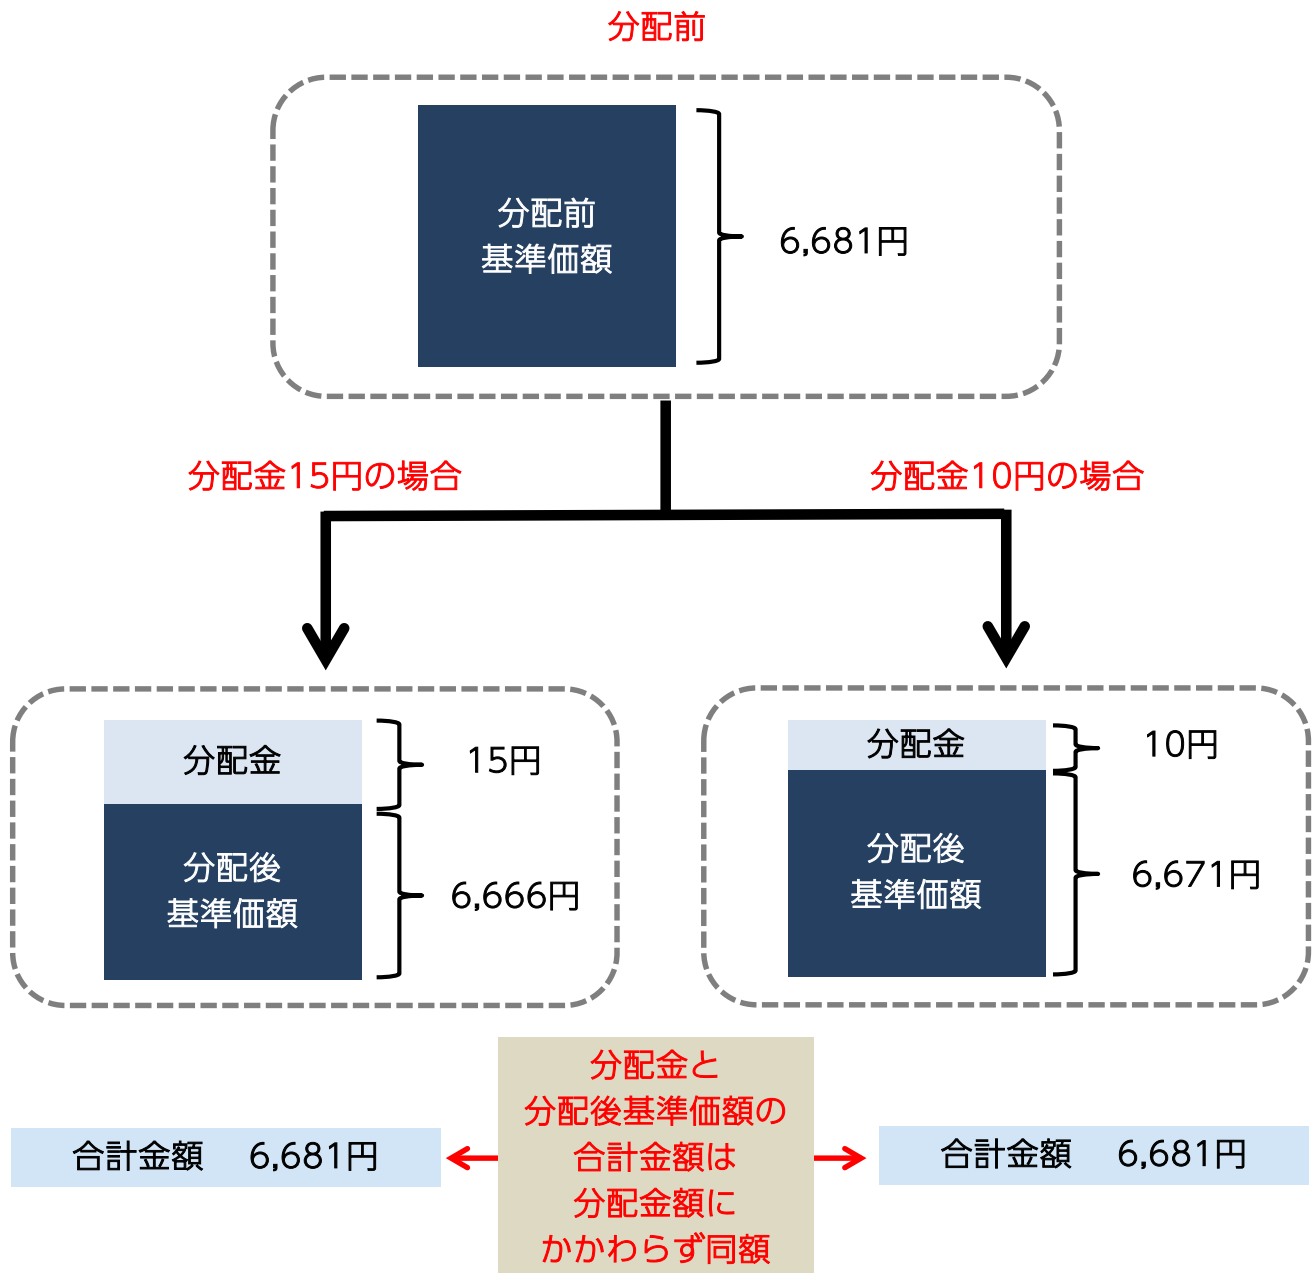 分配前
分配前
基準価額
6,681円
分配金15円の場合
分配金10円の場合
分配金
15円
分配後
基準価額
6,666円
分配金
10円
分配後
基準価額
6,671円
分配金と
分配後基準価額の
合計金額は
分配金額に
かかわらず同額
合計金額 6,681円
合計金額 6,681円